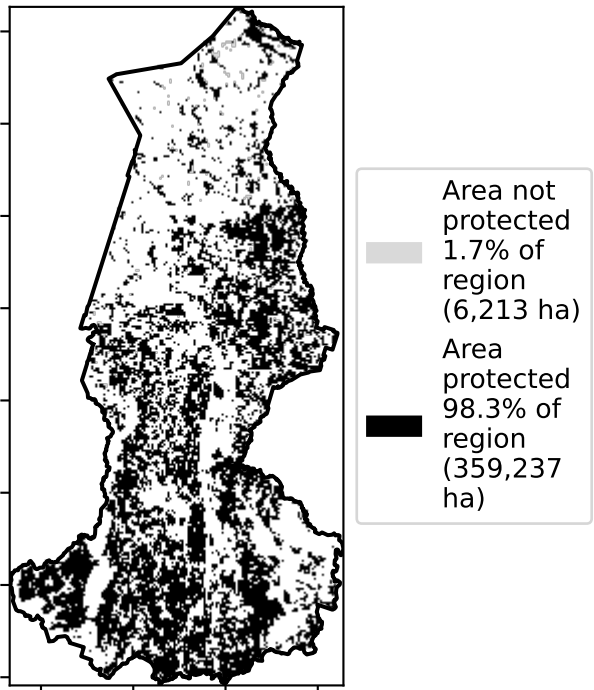 Area not
protected
1.7% of
region
(6,213 ha)
Area
protected
98.3% of
region
(359,237
ha)